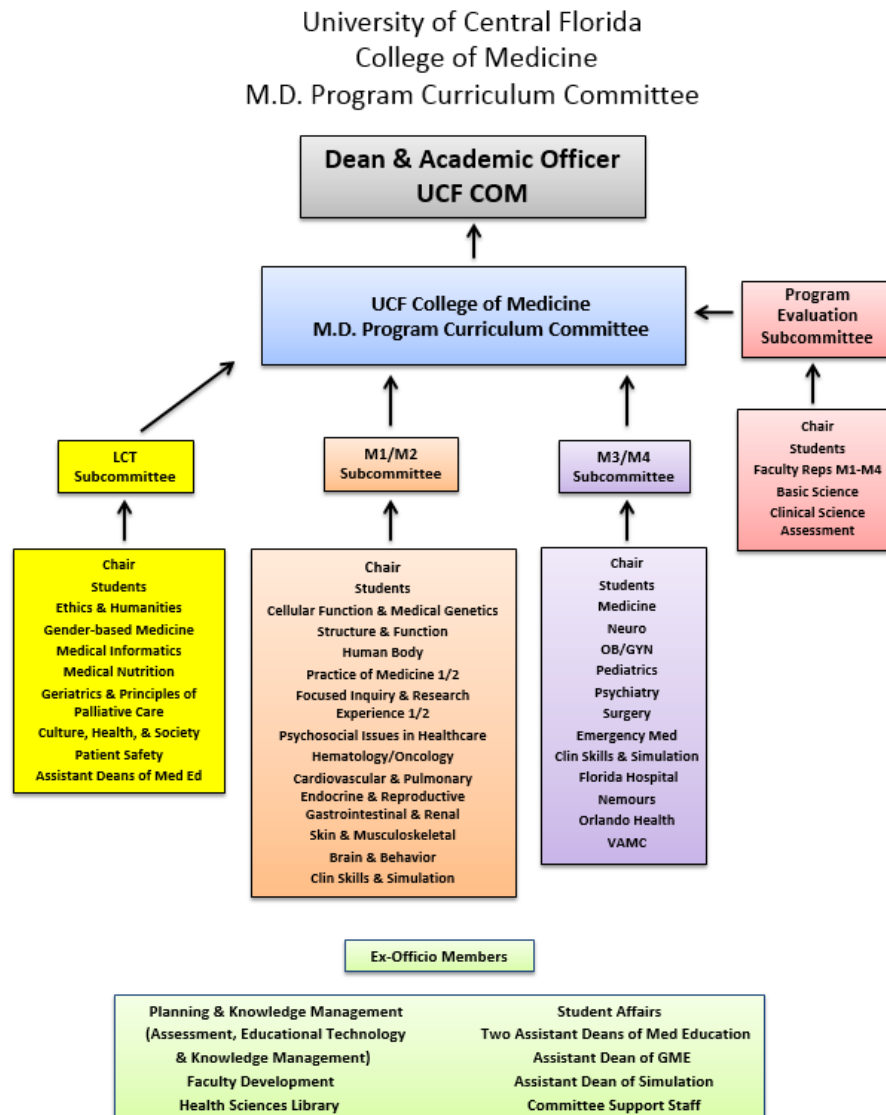 University of Central Florida
College of Medicine
M.D. Program Curriculum Committee
Dean & Academic Officer
UCF COM
UCF College of Medicine
M.D. Program Curriculum Committee
Program
Evaluation
Subcommittee
LCT
Subcommittee
M1/M2
Subcommittee
M3/M4
Subcommittee
Chair
Students
Faculty Reps M1-M4
Basic Science
Clinical Science
Assessment
Chair
Students
Ethics & Humanities
Gender-based Medicine
Medical Informatics
Medical Nutrition
Geriatrics & Principles of
Palliative Care
Culture, Health, & Society
Patient Safety
Assistant Deans of Med Ed
Chair
Students
Cellular Function & Medical Genetics
Structure & Function
Human Body
Practice of Medicine 1/2
Focused Inquiry & Research
Experience 1/2
Psychosocial Issues in Healthcare
Hematology/Oncology
Cardiovascular & Pulmonary
Endocrine & Reproductive
Gastrointestinal & Renal
Skin & Musculoskeletal
Brain & Behavior
Clin Skills & Simulation
Chair
Students
Medicine
Neuro
OB/GYN
Pediatrics
Psychiatry
Surgery
Emergency Med
Clin Skills & Simulation
Florida Hospital
Nemours
Orlando Health
VAMC
Ex-Officio Members
Planning & Knowledge Management
(Assessment, Educational Technology
& Knowledge Management)
Faculty Development
Health Sciences Library
Student Affairs
Two Assistant Deans of Med Education
Assistant Dean of GME
Assistant Dean of Simulation
Committee Support Staff